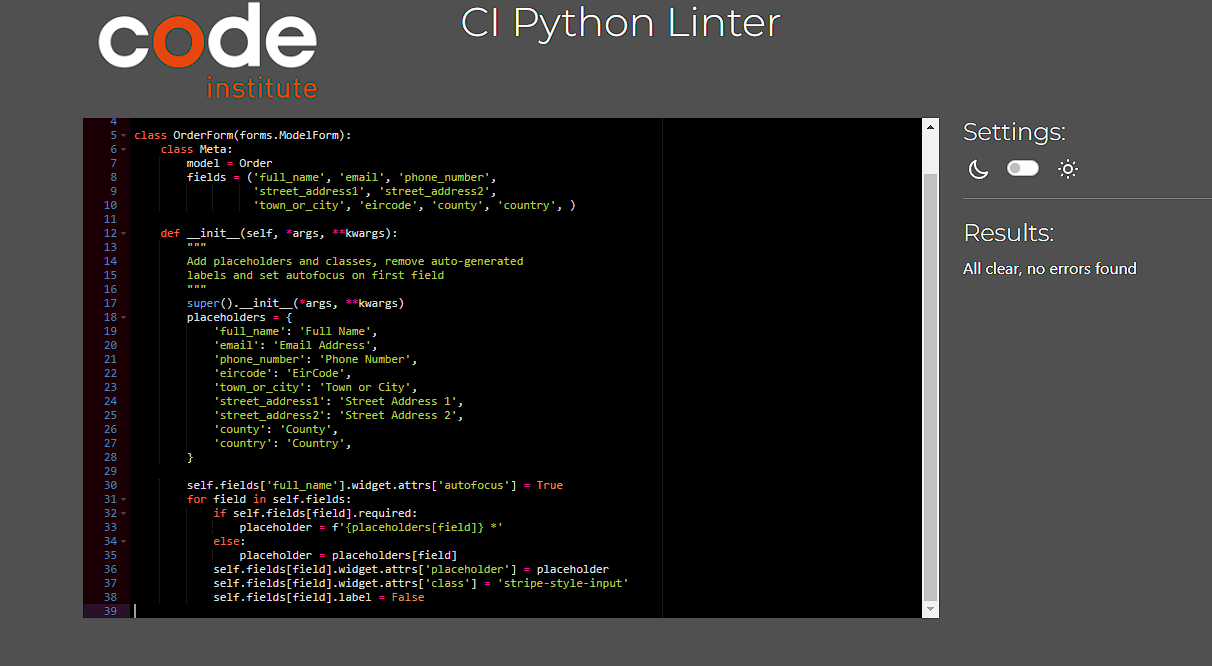 code
institute
CI Python Linter
4
5 class OrderForm(forms.ModelForm):
6     class Meta:
7         model = Order
8         fields = ('full_name', 'email', 'phone_number',
9                   'street_address1', 'street_address2',
10                   'town_or_city', 'eircode', 'county', 'country', )
11
12     def __init__(self, *args, **kwargs):
13         """
14         Add placeholders and classes, remove auto-generated
15         labels and set autofocus on first field
16         """
17         super().__init__(*args, **kwargs)
18         placeholders = {
19             'full_name': 'Full Name',
20             'email': 'Email Address',
21             'phone_number': 'Phone Number',
22             'eircode': 'EirCode',
23             'town_or_city': 'Town or City',
24             'street_address1': 'Street Address 1',
25             'street_address2': 'Street Address 2',
26             'county': 'County',
27             'country': 'Country',
28         }
29
30         self.fields['full_name'].widget.attrs['autofocus'] = True
31         for field in self.fields:
32             if self.fields[field].required:
33                 placeholder = f'{placeholders[field]} *'
34             else:
35                 placeholder = placeholders[field]
36             self.fields[field].widget.attrs['placeholder'] = placeholder
37             self.fields[field].widget.attrs['class'] = 'stripe-style-input'
38             self.fields[field].label = False
39
Settings:
Results:
All clear, no errors found